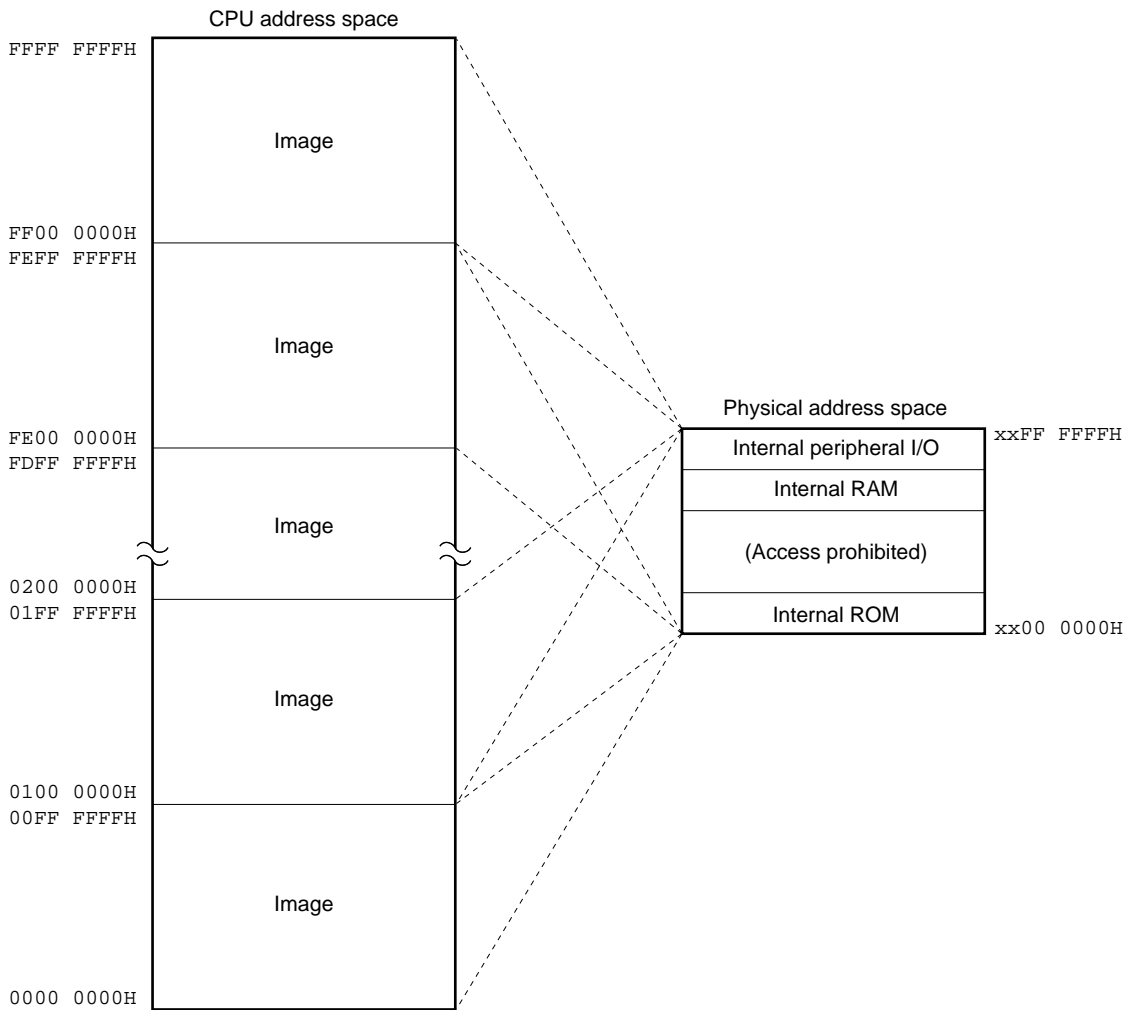 CPU address space
FFFF FFFFH
Image
FF00 0000H
FEFF FFFFH
Image
FE00 0000H
FDFF FFFFH
Image
0200 0000H
01FF FFFFH
Image
0100 0000H
00FF FFFFH
Image
0000 0000H
Physical address space
xxFF FFFFH
Internal peripheral I/O
Internal RAM
(Access prohibited)
Internal ROM
xx00 0000H